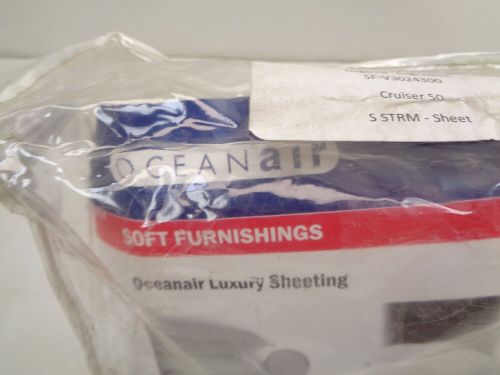 SF-V3024300
Cruiser 50
S STRM - Sheet
OCEANair
SOFT FURNISHINGS
Oceanair Luxury Sheeting